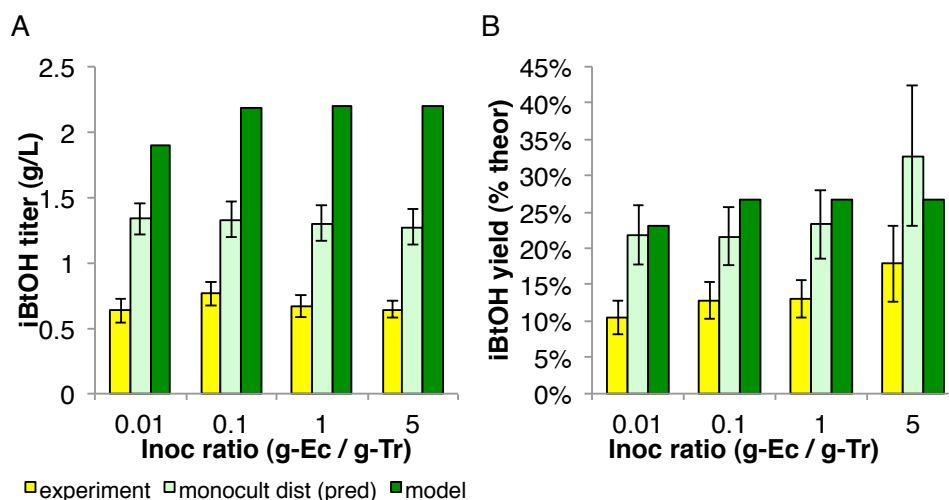 A
2.5
2
1.5
1
0.5
0
iBtOH titer (g/L)
0.01 0.1 1 5
Inoc ratio (g-Ec / g-Tr)
B
45%
40%
35%
30%
25%
20%
15%
10%
5%
0%
iBtOH yield (% theor)
0.01 0.1 1 5
Inoc ratio (g-Ec / g-Tr)
experiment monocult dist (pred) model